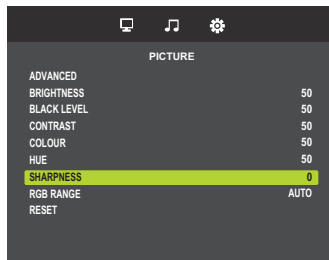 PICTURE
ADVANCED
BRIGHTNESS 50
BLACK LEVEL 50
CONTRAST 50
COLOUR 50
HUE 50
SHARPNESS 0
RGB RANGE AUTO
RESET